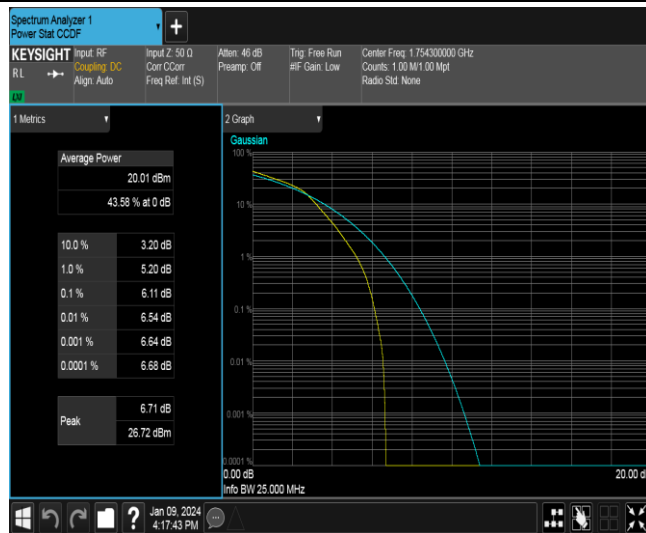 Spectrum Analyzer 1
Power Stat CCDF
+
KEYSIGHT
RL
LV
Input: RF
Coupling: DC
Align: Auto
Input Z: 50 Ω
Corr CCorr
Freq Ref: Int (S)
Atten: 46 dB
Preamp: Off
Trig: Free Run
#IF Gain: Low
Center Freq: 1.754300000 GHz
Counts: 1.00 M/1.00 Mpt
Radio Std: None
1 Metrics
Average Power
20.01 dBm
43.58 % at 0 dB
10.0 % 3.20 dB
1.0 % 5.20 dB
0.1 % 6.11 dB
0.01 % 6.54 dB
0.001 % 6.64 dB
0.0001 % 6.68 dB
Peak
6.71 dB
26.72 dBm
2 Graph
Gaussian
100 %
10 %
1 %
0.1 %
0.01 %
0.001 %
0.0001 %
0.00 dB
20.00 d
Info BW 25.000 MHz
?
Jan 09, 2024
4:17:43 PM